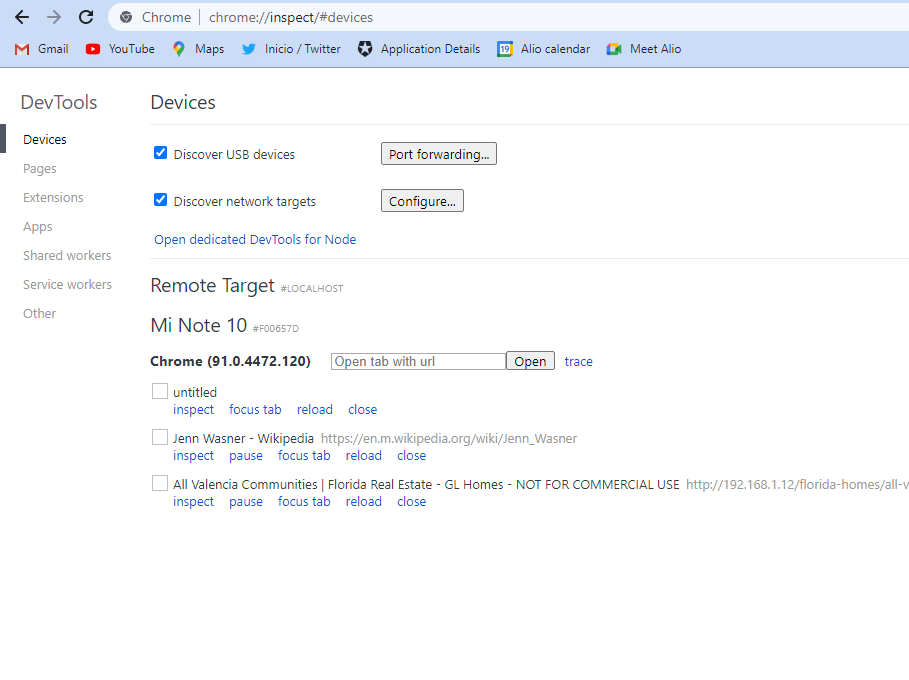 Chrome chrome://inspect/#devices
Gmail YouTube Maps Inicio / Twitter Application Details 19 Alio calendar Meet Alio
DevTools
Devices
Pages
Extensions
Apps
Shared workers
Service workers
Other
Devices
Discover USB devices Port forwarding...
Discover network targets Configure...
Open dedicated DevTools for Node
Remote Target #LOCALHOST
Mi Note 10 #F00657D
Chrome (91.0.4472.120) Open tab with url Open trace
untitled
inspect focus tab reload close
Jenn Wasner - Wikipedia https://en.m.wikipedia.org/wiki/Jenn_Wasner
inspect pause focus tab reload close
All Valencia Communities | Florida Real Estate - GL Homes - NOT FOR COMMERCIAL USE http://192.168.1.12/florida-homes/all-v
inspect pause focus tab reload close